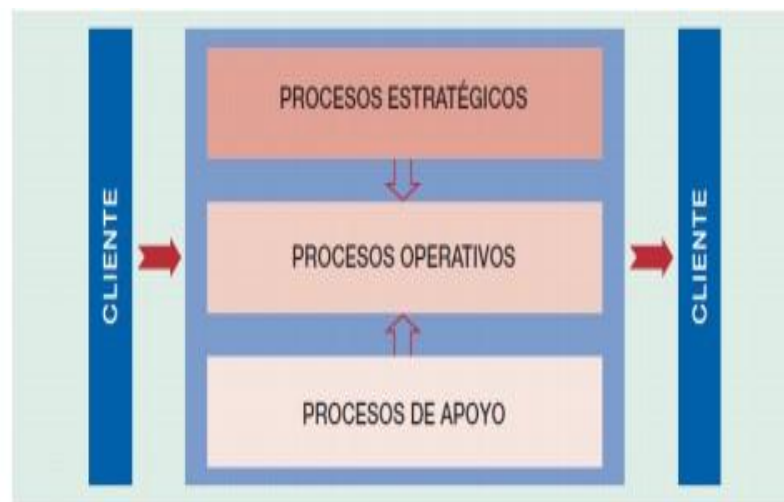 PROCESOS ESTRATÉGICOS
CLIENTE
PROCESOS OPERATIVOS
CLIENTE
PROCESOS DE APOYO